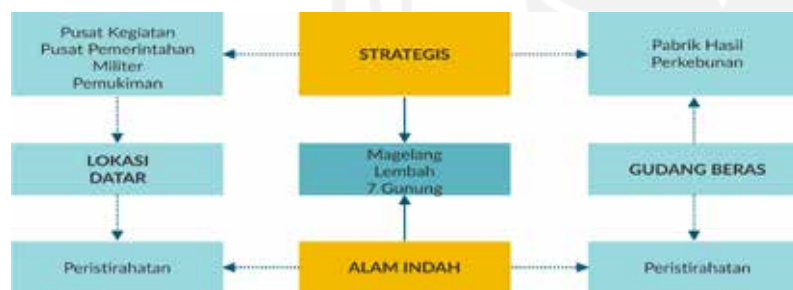 Pusat Kegiatan
Pusat Pemerintahan
Militer
Pemukiman
STRATEGIS
Pabrik Hasil
Perkebunan
LOKASI
DATAR
Magelang
Lembah
7 Gunung
GUDANG BERAS
Peristirahatan
ALAM INDAH
Peristirahatan